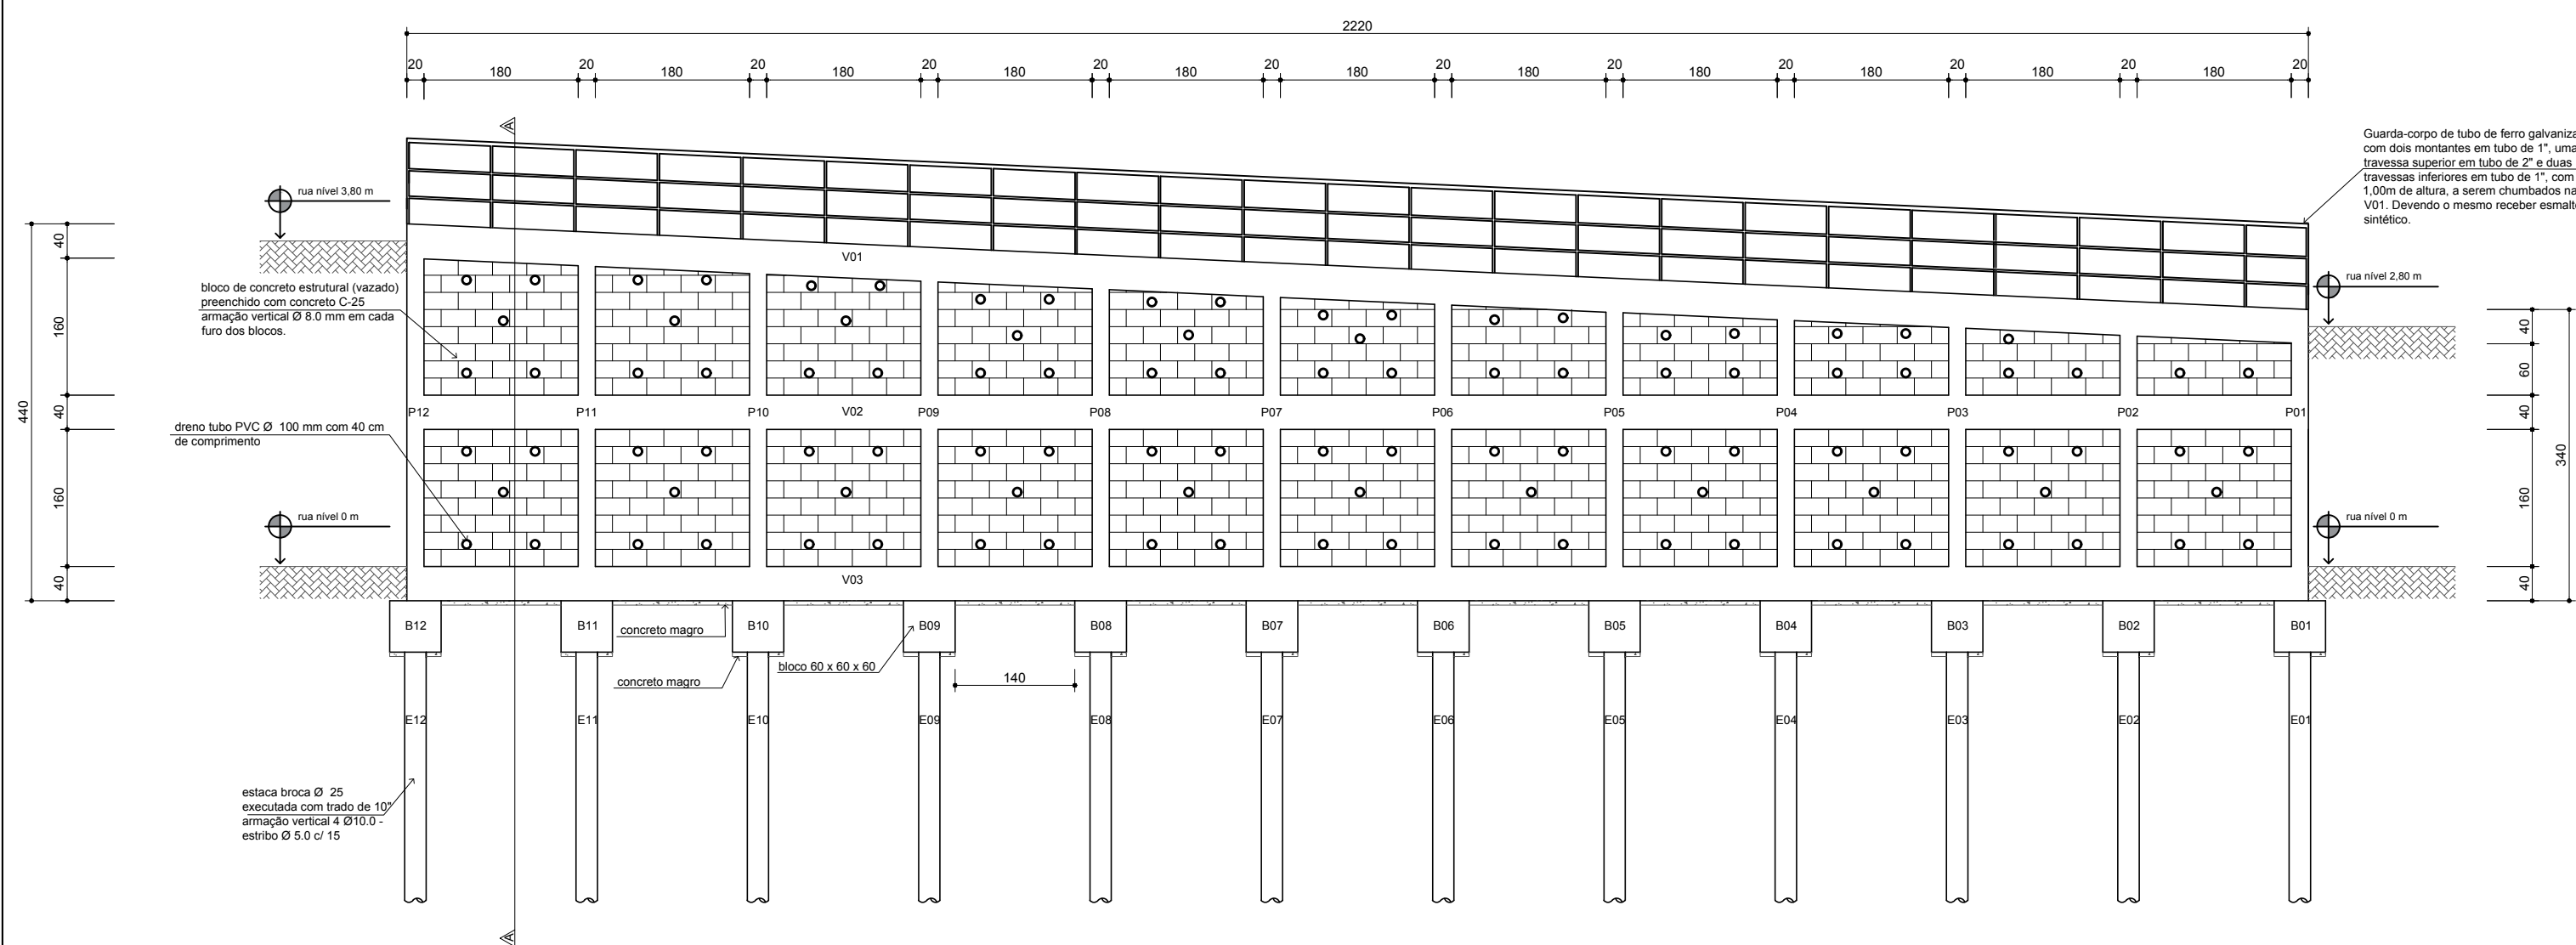 2220
20 180 20 180 20 180 20 180 20 180 20 180 20 180 20 180 20 180 20 180 20 180 20
Guarda-corpo de tubo de ferro galvaniza
com dois montantes em tubo de 1", uma
travessa superior em tubo de 2" e duas
travessas inferiores em tubo de 1", com
1,00m de altura, a serem chumbados na
V01. Devendo o mesmo receber esmalte
sintético.
A
rua nível 3,80 m
rua nível 2,80 m
V01
bloco de concreto estrutural (vazado)
preenchido com concreto C-25
armação vertical Ø 8.0 mm em cada
furo dos blocos.
440
40
160
40
160
40
40
60
40
160
40
340
P12 P11 P10 V02 P09 P08 P07 P06 P05 P04 P03 P02 P01
dreno tubo PVC Ø 100 mm com 40 cm
de comprimento
rua nível 0 m
rua nível 0 m
V03
B12 B11 B10 B09 B08 B07 B06 B05 B04 B03 B02 B01
concreto magro
bloco 60 x 60 x 60
concreto magro
140
E12 E11 E10 E09 E08 E07 E06 E05 E04 E03 E02 E01
estaca broca Ø 25
executada com trado de 10"
armação vertical 4 Ø10.0 -
estribo Ø 5.0 c/ 15
A